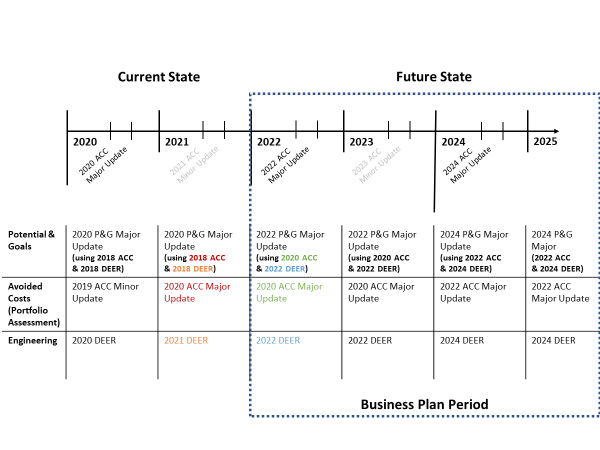 Current State
Future State
2020
2021
2022
2023
2024
2025
2020 ACC
Major Update
2021 ACC
Minor Update
2022 ACC
Major Update
2023 ACC
Minor Update
2024 ACC
Major Update
Potential &
Goals
2020 P&G Major
Update
(using 2018 ACC
& 2018 DEER)
2020 P&G Major
Update
(using 2018 ACC
& 2018 DEER)
2022 P&G Major
Update
(using 2020 ACC
& 2022 DEER)
2022 P&G Major
Update
(using 2020 ACC
& 2022 DEER)
2024 P&G Major
Update
(using 2022 ACC
& 2024 DEER)
2024 P&G
Major
(2022 ACC
& 2024 DEER)
Avoided
Costs
(Portfolio
Assessment)
2019 ACC Minor
Update
2020 ACC Major
Update
2020 ACC Major
Update
2020 ACC Major
Update
2022 ACC Major
Update
2022 ACC
Major Update
Engineering
2020 DEER
2021 DEER
2022 DEER
2022 DEER
2024 DEER
2024 DEER
Business Plan Period